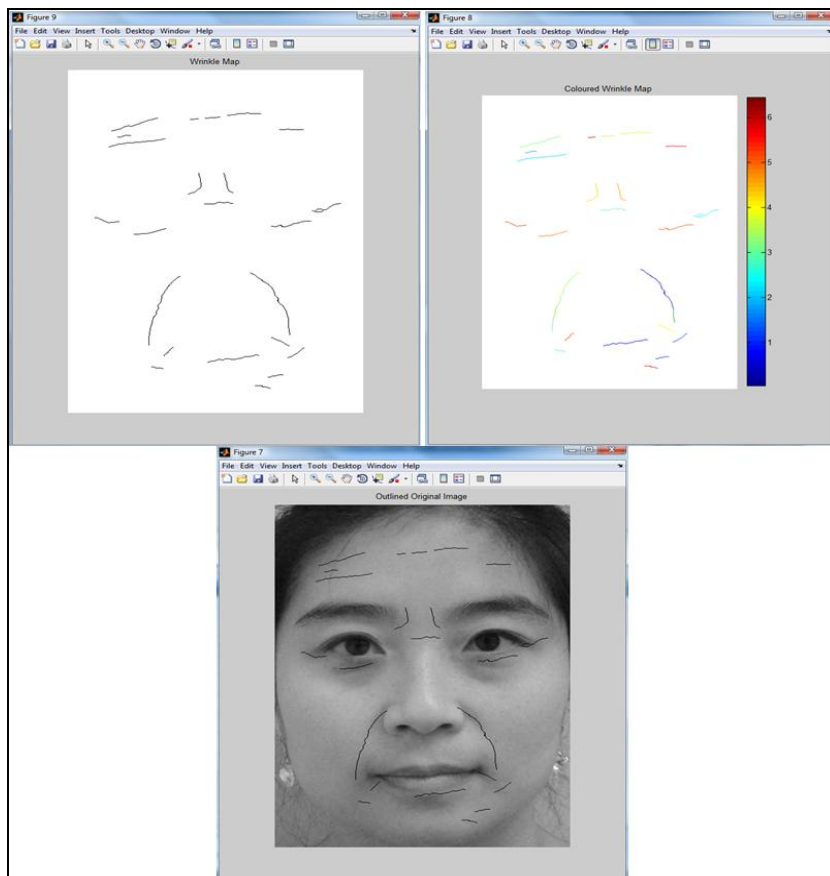 Figure 9
File Edit View Insert Tools Desktop Window Help
Wrinkle Map
Figure 8
File Edit View Insert Tools Desktop Window Help
Coloured Wrinkle Map
6
5
4
3
2
1
Figure 7
File Edit View Insert Tools Desktop Window Help
Outlined Original Image